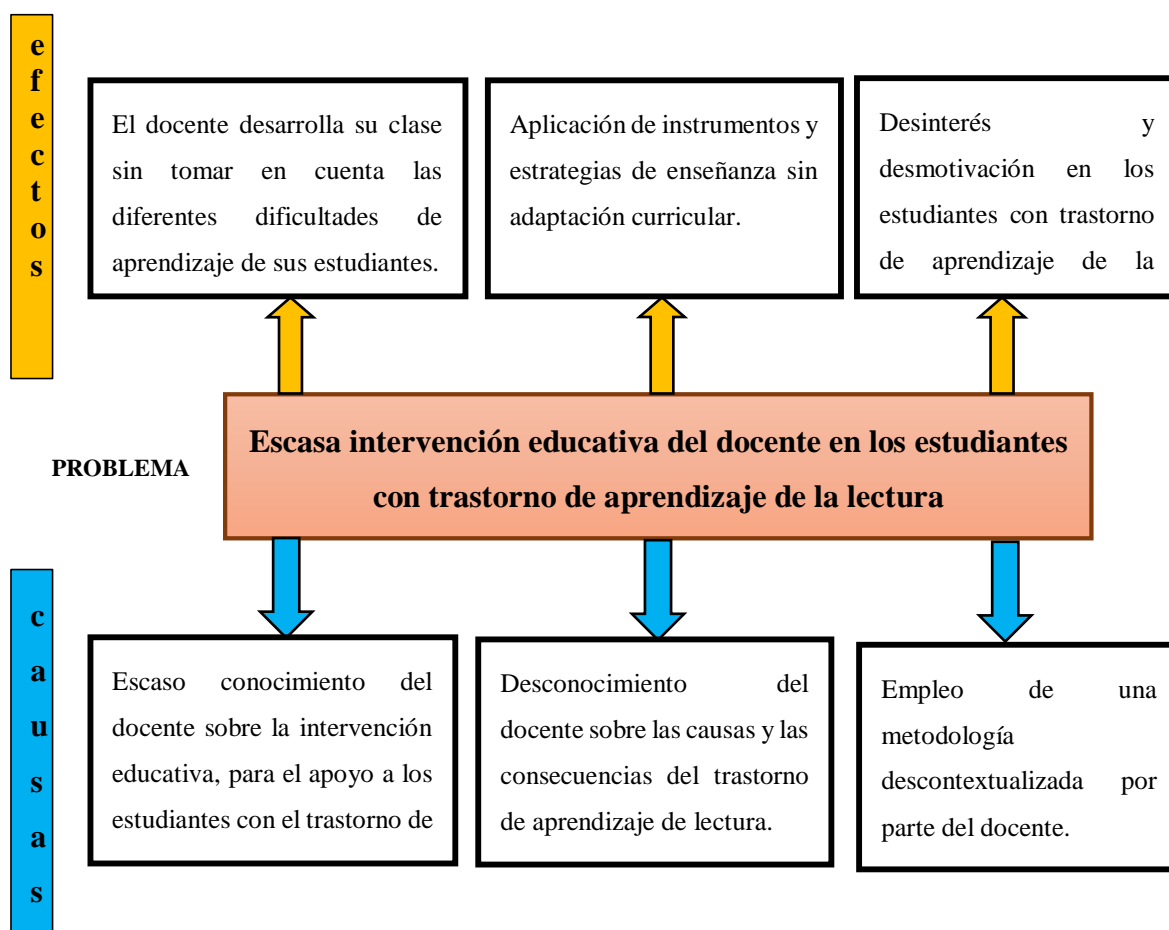 efectos
El docente desarrolla su clase
sin tomar en cuenta las
diferentes dificultades de
aprendizaje de sus estudiantes.
Aplicación de instrumentos y
estrategias de enseñanza sin
adaptación curricular.
Desinterés y
desmotivación en los
estudiantes con trastorno
de aprendizaje de la
PROBLEMA
Escasa intervención educativa del docente en los estudiantes
con trastorno de aprendizaje de la lectura
causas
Escaso conocimiento del
docente sobre la intervención
educativa, para el apoyo a los
estudiantes con el trastorno de
Desconocimiento del
docente sobre las causas y las
consecuencias del trastorno
de aprendizaje de lectura.
Empleo de una
metodología
descontextualizada por
parte del docente.